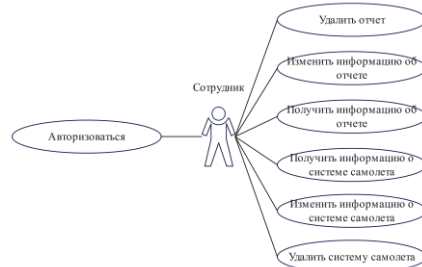 Удалить отчет
Изменить информацию об
отчете
Сотрудник
Получить информацию об
отчете
Авторизоваться
Получить информацию о
системе самолета
Изменить информацию о
системе самолета
Удалить систему самолета